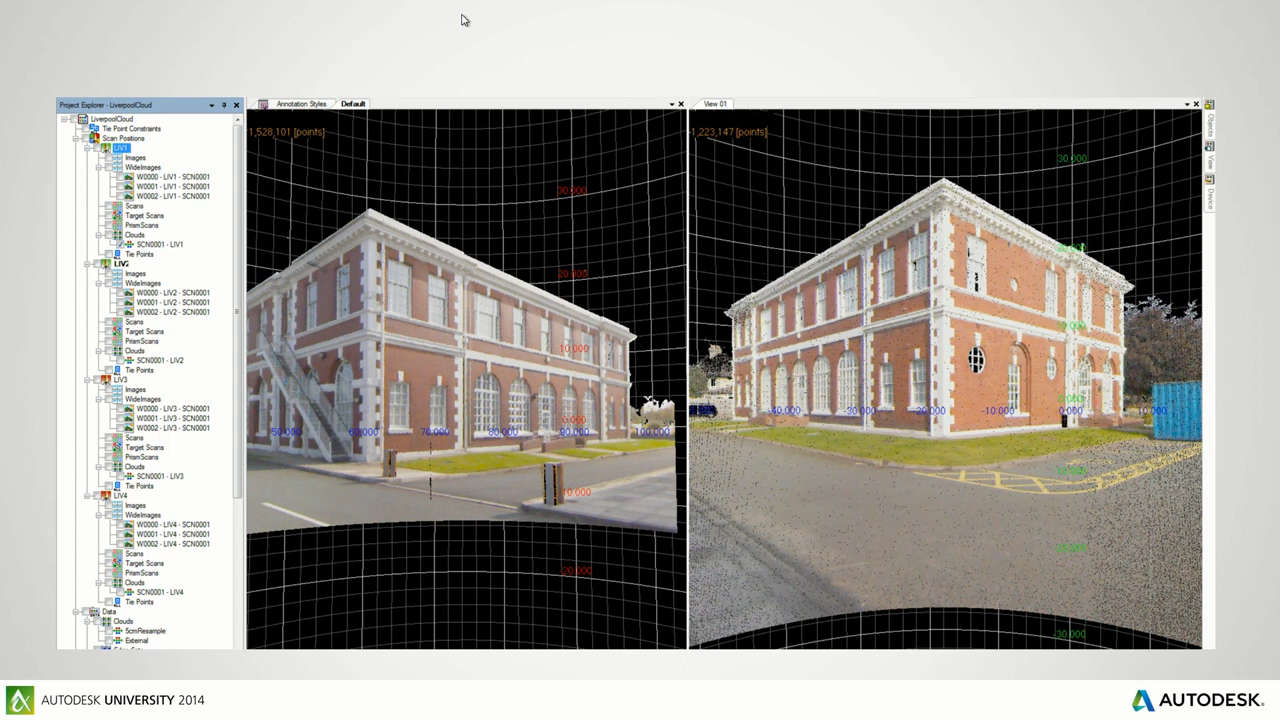 Project Explorer - LiverpoolCloud
LiverpoolCloud
Tie Point Constraints
Scan Positions
LIV1
Images
WideImages
W0000 - LIV1 - SCN0001
W0001 - LIV1 - SCN0001
W0002 - LIV1 - SCN0001
Scans
Target Scans
PrismScans
Clouds
SCN0001 - LIV1
Tie Points
LIV2
Images
WideImages
W0000 - LIV2 - SCN0001
W0001 - LIV2 - SCN0001
W0002 - LIV2 - SCN0001
Scans
Target Scans
PrismScans
Clouds
SCN0001 - LIV2
Tie Points
LIV3
Images
WideImages
W0000 - LIV3 - SCN0001
W0001 - LIV3 - SCN0001
W0002 - LIV3 - SCN0001
Scans
Target Scans
PrismScans
Clouds
SCN0001 - LIV3
Tie Points
LIV4
Images
WideImages
W0000 - LIV4 - SCN0001
W0001 - LIV4 - SCN0001
W0002 - LIV4 - SCN0001
Scans
Target Scans
PrismScans
Clouds
SCN0001 - LIV4
Tie Points
Data
Clouds
5cmResample
External
Annotation Styles
Default
1,528,101 [points]
30.000
20.000
10.000
0.000
50.000 60.000 70.000 80.000 90.000 100.000
-10.000
-20.000
View 01
1,223,147 [points]
30.000
10.000
0.000
-40.000 -30.000 -20.000 -10.000 0.000 10.000
-30.000
Objects
View
Device
AUTODESK UNIVERSITY 2014
AUTODESK.